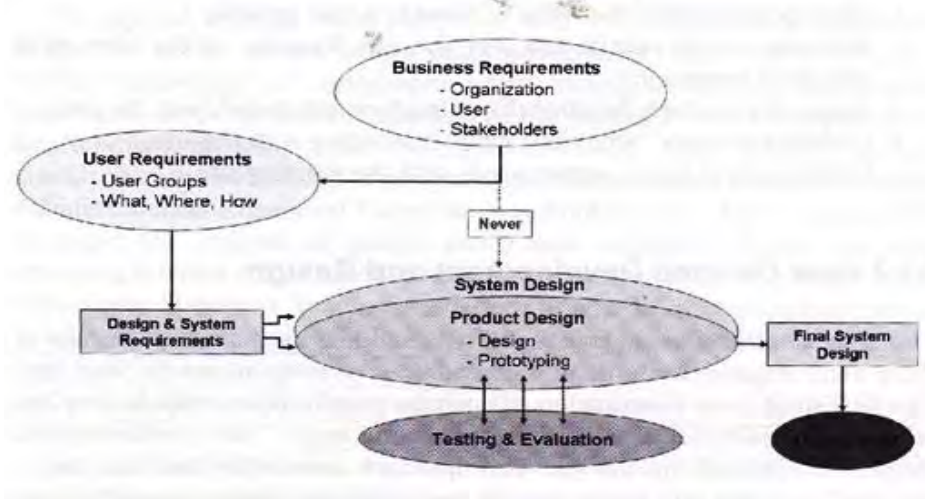 Business Requirements
- Organization
- User
- Stakeholders
User Requirements
- User Groups
- What, Where, How
Never
System Design
Product Design
- Design
- Prototyping
Design & System
Requirements
Final System
Design
Testing & Evaluation